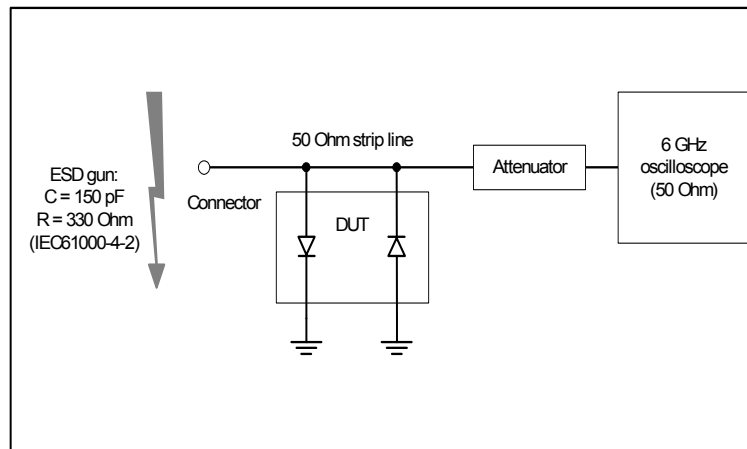 50 Ohm strip line
ESD gun:
C = 150 pF
R = 330 Ohm
(IEC61000-4-2)
Connector
DUT
Attenuator
6 GHz
oscilloscope
(50 Ohm)